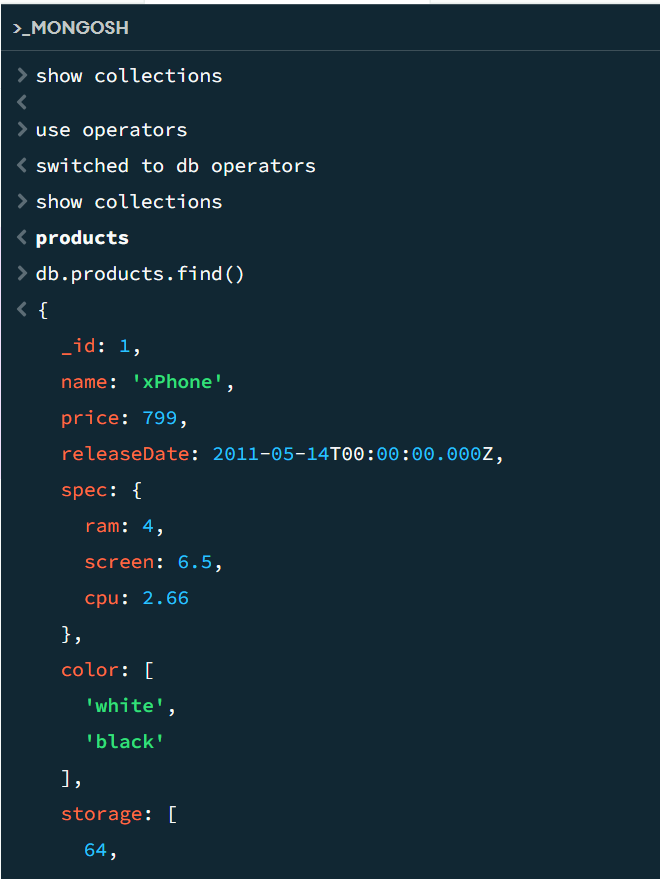 >_MONGOSH
> show collections
<
> use operators
< switched to db operators
> show collections
< products
> db.products.find()
< {
_id: 1,
name: 'xPhone',
price: 799,
releaseDate: 2011-05-14T00:00:00.000Z,
spec: {
ram: 4,
screen: 6.5,
cpu: 2.66
},
color: [
'white',
'black'
],
storage: [
64,